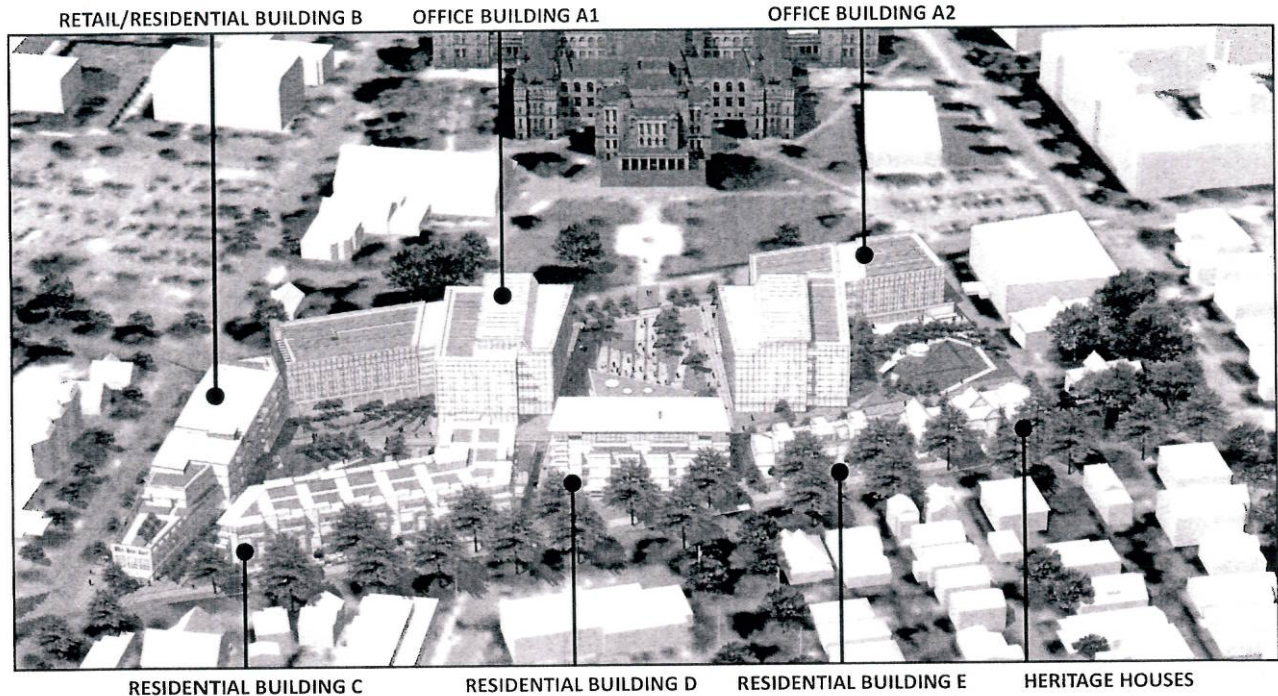 RETAIL/RESIDENTIAL BUILDING B
OFFICE BUILDING A1
OFFICE BUILDING A2
RESIDENTIAL BUILDING C
RESIDENTIAL BUILDING D
RESIDENTIAL BUILDING E
HERITAGE HOUSES